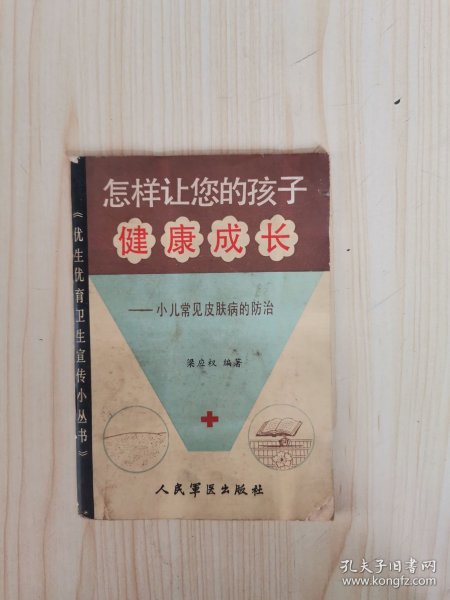 怎样让您的孩子
健康成长
——小儿常见皮肤病的防治
梁应权 编著
《优生优育卫生宣传小丛书》
人民军医出版社
孔夫子旧书网
www.kongfz.com